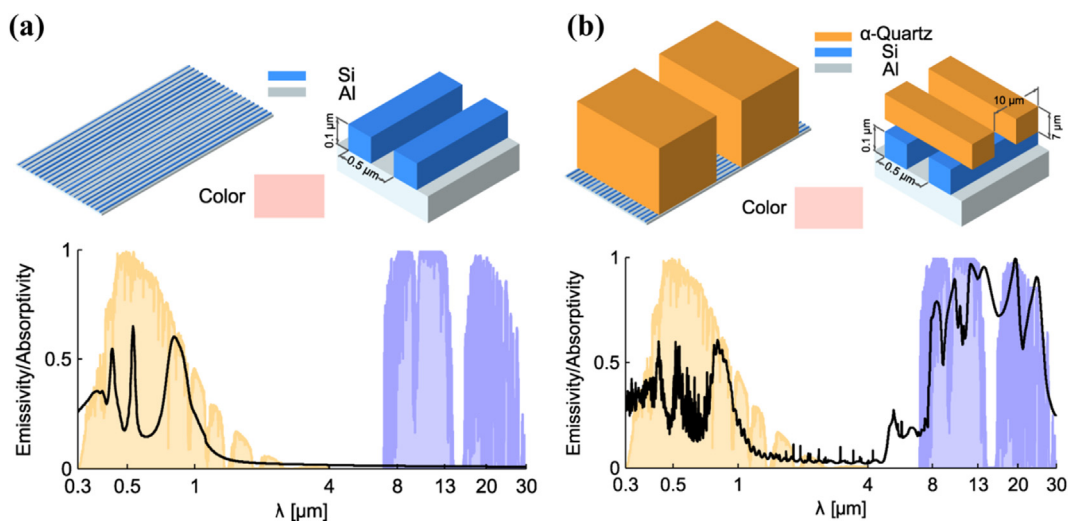 (a)
Si
Al
0.1 μm
0.5 μm
Color
Emissivity/Absorptivity
1
0.5
0
0.3 0.5 1 4 8 13 20 30
λ [μm]
(b)
α-Quartz
Si
Al
10 μm
7 μm
0.1 μm
0.5 μm
Color
Emissivity/Absorptivity
1
0.5
0
0.3 0.5 1 4 8 13 20 30
λ [μm]